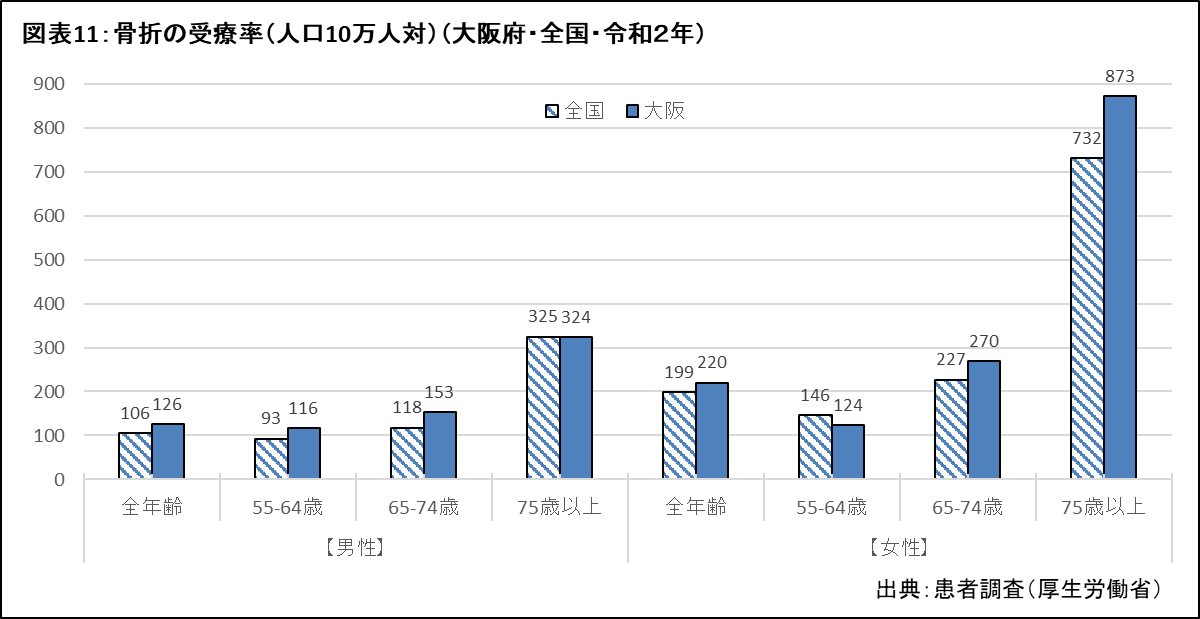 図表11：骨折の受療率（人口10万人対）（大阪府・全国・令和２年）
全国 大阪
900
800
700
600
500
400
300
200
100
0
106 126 93 116 118 153 325 324 199 220 146 124 227 270 732 873
全年齢 55-64歳 65-74歳 75歳以上 全年齢 55-64歳 65-74歳 75歳以上
【男性】 【女性】
出典：患者調査（厚生労働省）